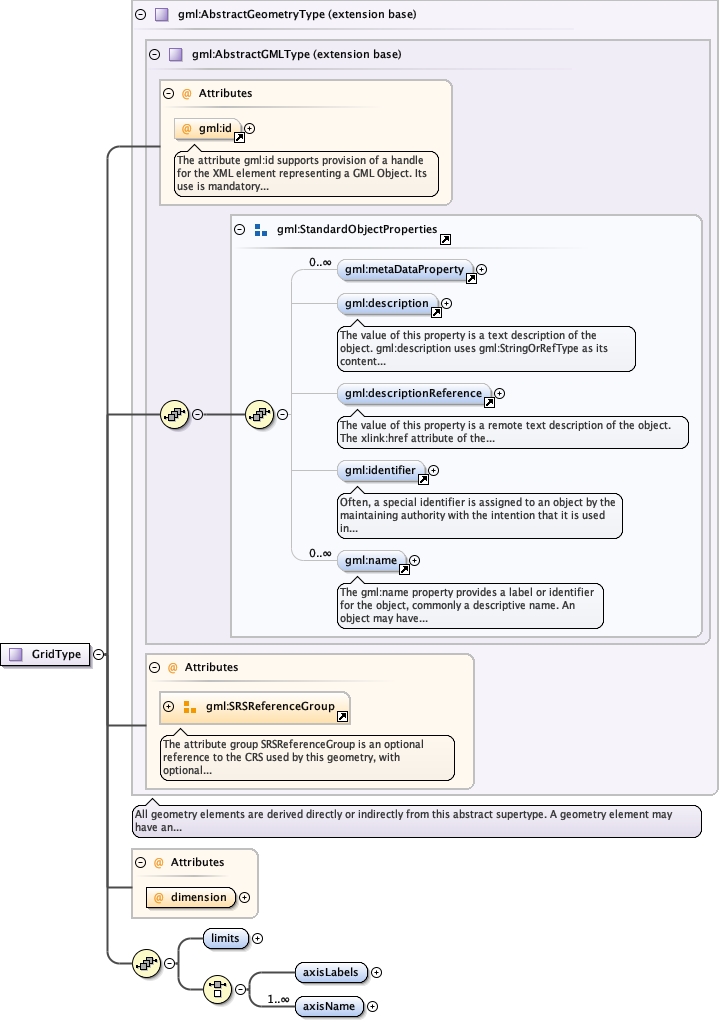 gml:AbstractGeometryType (extension base)
gml:AbstractGMLType (extension base)
@ Attributes
@ gml:id
The attribute gml:id supports provision of a handle
for the XML element representing a GML Object. Its
use is mandatory...
gml:StandardObjectProperties
0..∞
gml:metaDataProperty
gml:description
The value of this property is a text description of the
object. gml:description uses gml:StringOrRefType as its
content...
gml:descriptionReference
The value of this property is a remote text description of the object.
The xlink:href attribute of the...
gml:identifier
Often, a special identifier is assigned to an object by the
maintaining authority with the intention that it is used
in...
0..∞
gml:name
The gml:name property provides a label or identifier
for the object, commonly a descriptive name. An
object may have...
GridType
@ Attributes
gml:SRSReferenceGroup
The attribute group SRSReferenceGroup is an optional
reference to the CRS used by this geometry, with
optional...
All geometry elements are derived directly or indirectly from this abstract supertype. A geometry element may
have an...
@ Attributes
@ dimension
limits
axisLabels
1..∞
axisName